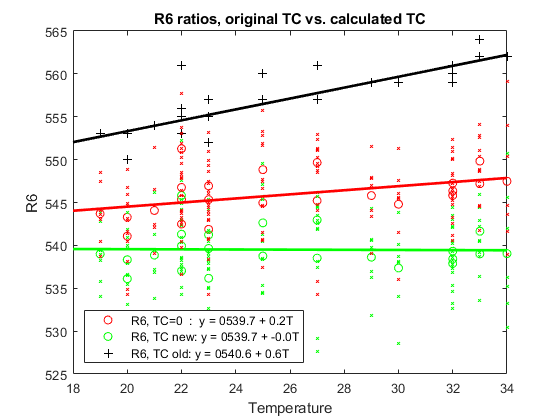 R6 ratios, original TC vs. calculated TC
565
560
555
550
545
540
535
530
525
R6
R6, TC=0 : y = 0539.7 + 0.2T
R6, TC new: y = 0539.7 + -0.0T
R6, TC old: y = 0540.6 + 0.6T
18 20 22 24 26 28 30 32 34
Temperature